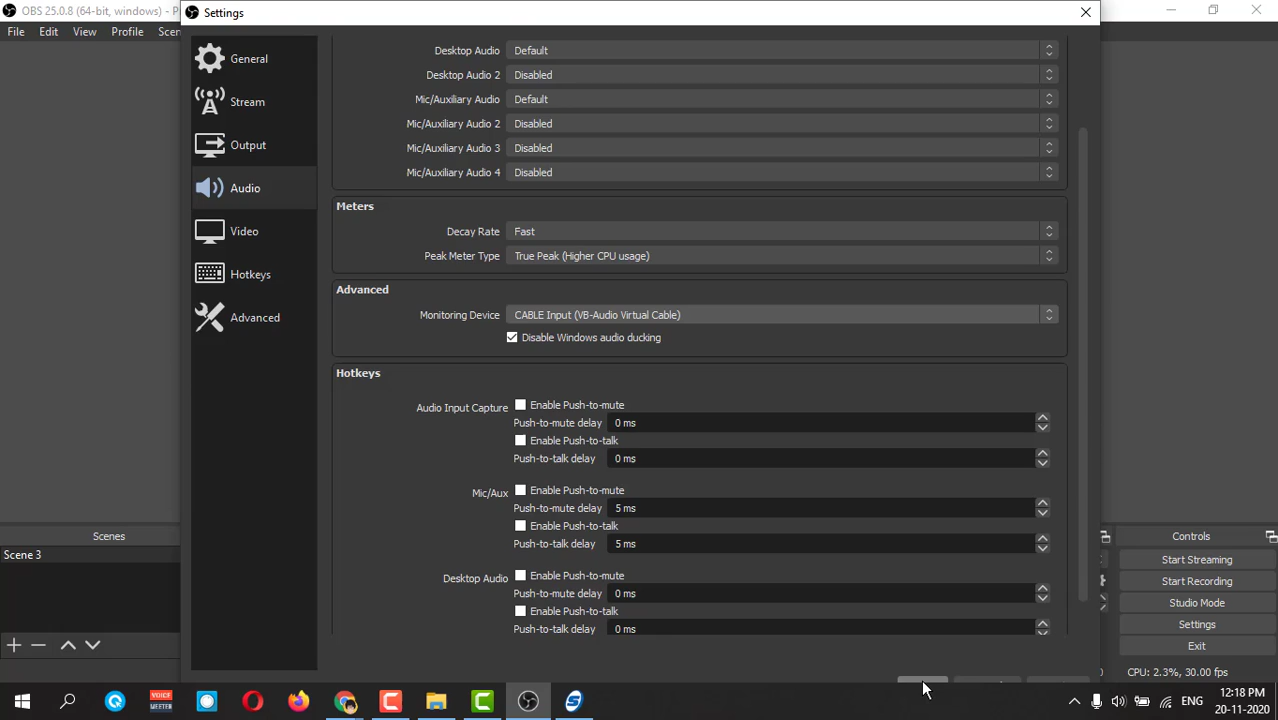 OBS 25.0.8 (64-bit, windows) - P
Settings
File Edit View Profile Scen
General
Stream
Output
Audio
Video
Hotkeys
Advanced
Desktop Audio Default
Desktop Audio 2 Disabled
Mic/Auxiliary Audio Default
Mic/Auxiliary Audio 2 Disabled
Mic/Auxiliary Audio 3 Disabled
Mic/Auxiliary Audio 4 Disabled
Meters
Decay Rate Fast
Peak Meter Type True Peak (Higher CPU usage)
Advanced
Monitoring Device CABLE Input (VB-Audio Virtual Cable)
Disable Windows audio ducking
Hotkeys
Audio Input Capture Enable Push-to-mute
Push-to-mute delay 0 ms
Enable Push-to-talk
Push-to-talk delay 0 ms
Mic/Aux Enable Push-to-mute
Push-to-mute delay 5 ms
Enable Push-to-talk
Push-to-talk delay 5 ms
Desktop Audio Enable Push-to-mute
Push-to-mute delay 0 ms
Enable Push-to-talk
Push-to-talk delay 0 ms
Scenes
Scene 3
Controls
Start Streaming
Start Recording
Studio Mode
Settings
Exit
CPU: 2.3%, 30.00 fps
VOICE
MEETER
ENG
12:18 PM
20-11-2020